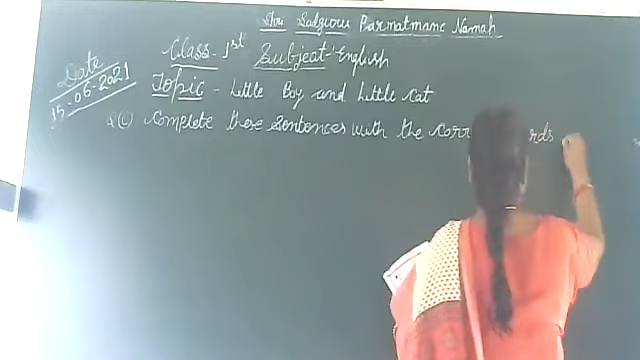 Shri Sadguru Parmatmane Namah
Class - 1st Subject - English
Date
15-06-2021
Topic - Little Boy and Little Cat
Complete these Sentences with the